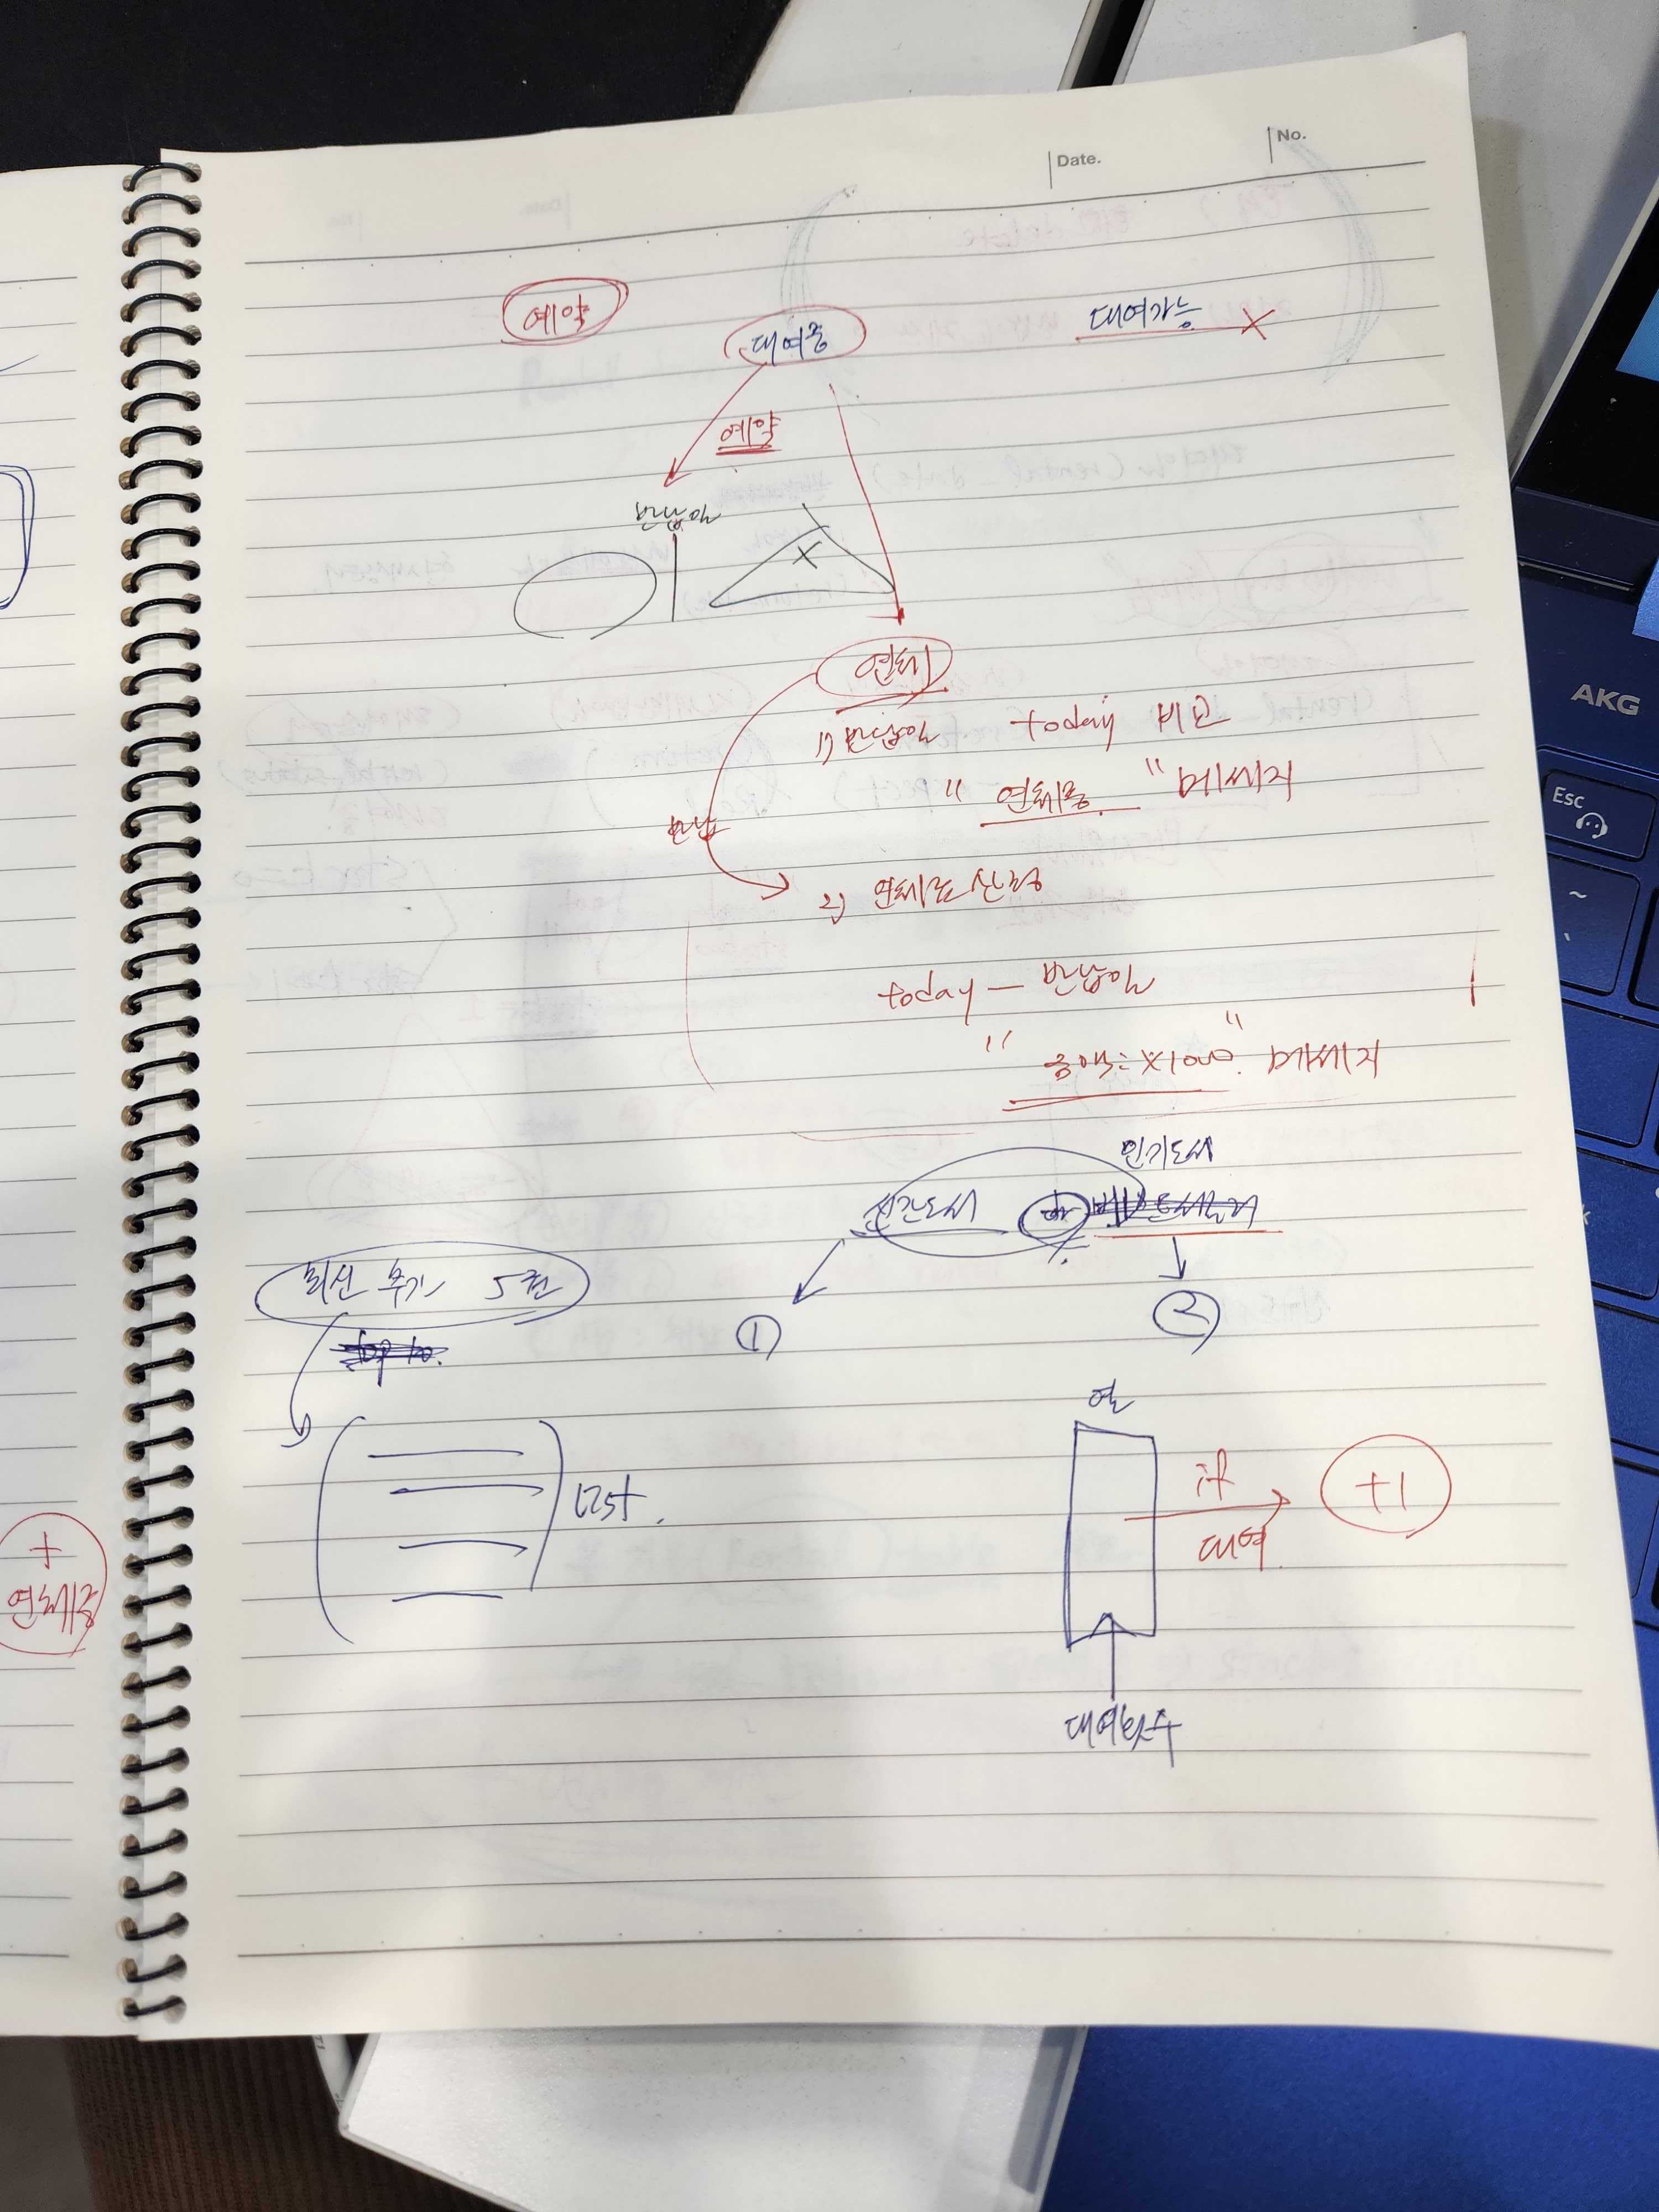 Date.
No.
예약
대여중
대여가능 X
예약
반납일
X
연체
1) 반납일 today 비교
" 연체중 " 메세지
반납
2) 연체료 산정
today - 반납일
" 총액: X1000 " 메세지
인기도서
신간도서
최신 추가 5권
top 10.
① ②
List.
열
if
대여
+1
대여횟수
+
연체중
AKG
Esc
~